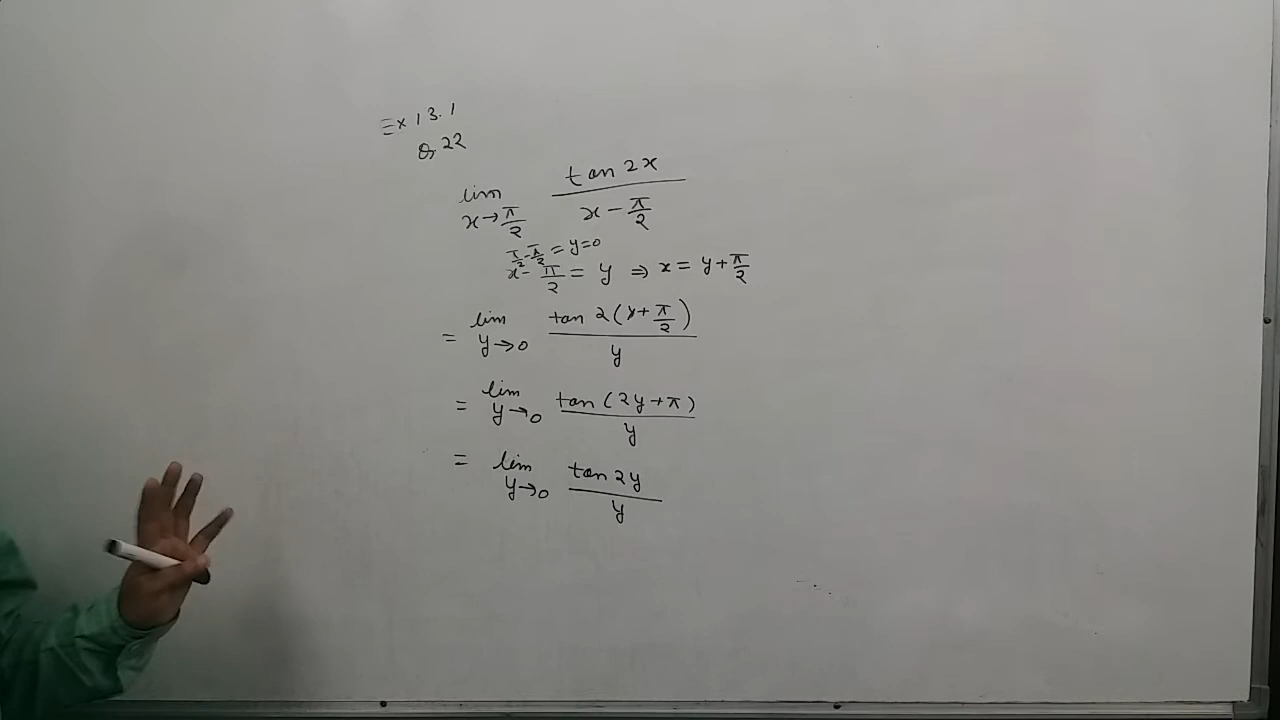 Ex 13.1
Q. 22
lim x→π/2 tan 2x / x - π/2
π/2 - π/2 = y = 0
x - π/2 = y ⇒ x = y + π/2
= lim y→0 tan 2(y + π/2) / y
= lim y→0 tan (2y + π) / y
= lim y→0 tan 2y / y